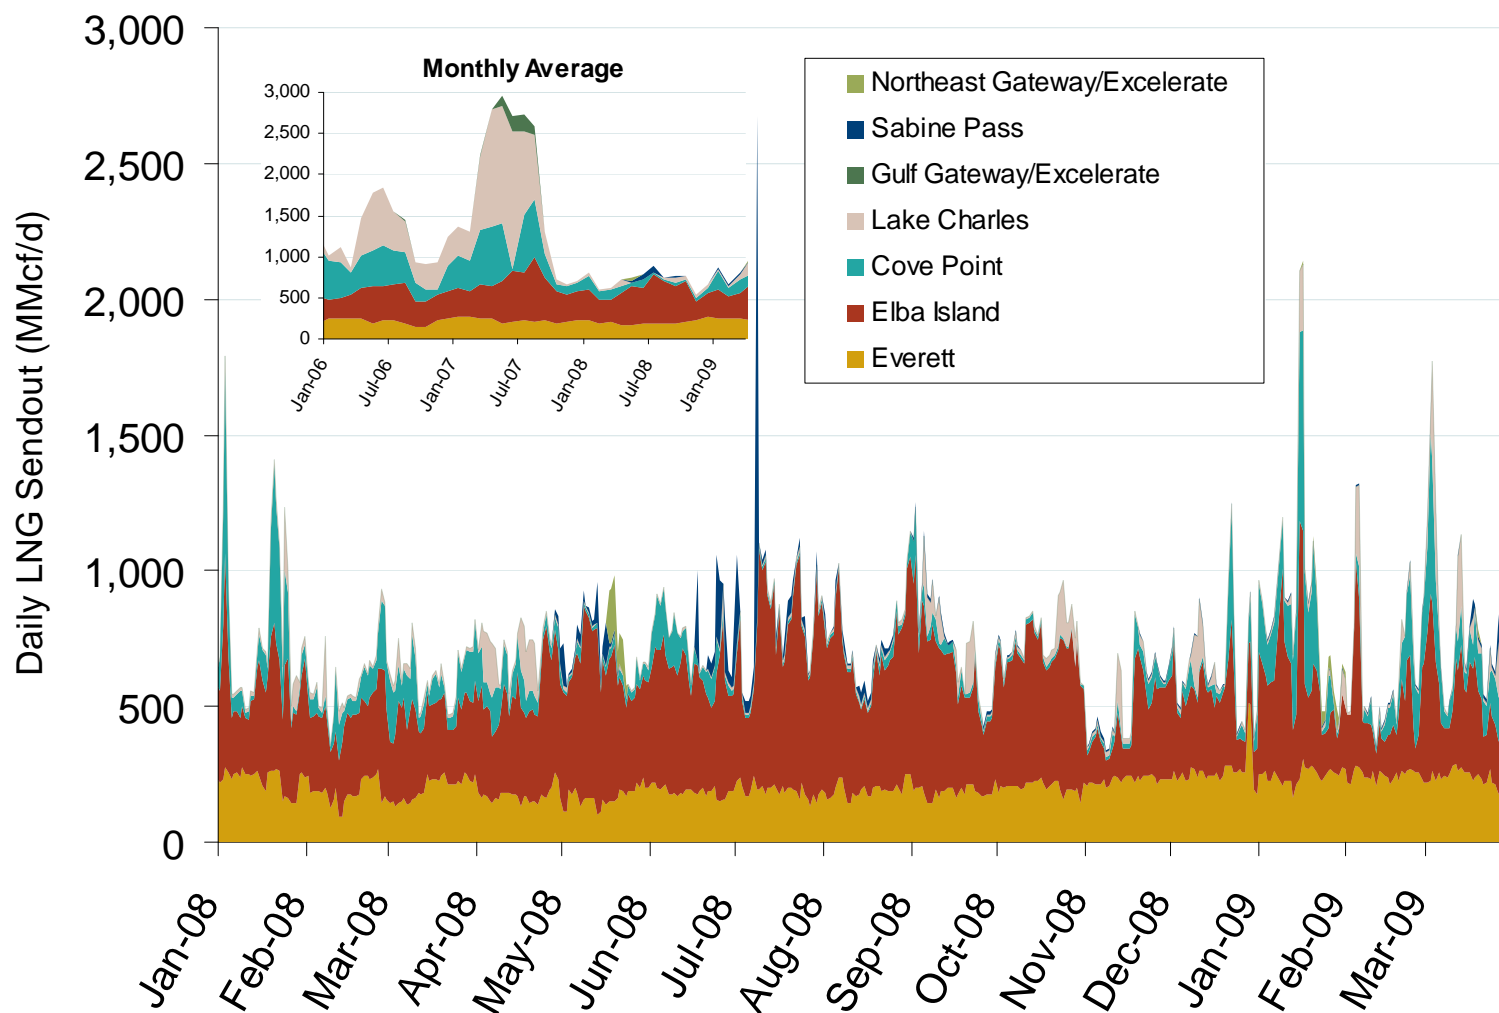 Daily LNG Sendout (MMcf/d)
3,000
2,500
2,000
1,500
1,000
500
0
Monthly Average
3,000
2,500
2,000
1,500
1,000
500
0
Jan-06
Jul-06
Jan-07
Jul-07
Jan-08
Jul-08
Jan-09
Northeast Gateway/Excelerate
Sabine Pass
Gulf Gateway/Excelerate
Lake Charles
Cove Point
Elba Island
Everett
Jan-08
Feb-08
Mar-08
Apr-08
May-08
Jun-08
Jul-08
Aug-08
Sep-08
Oct-08
Nov-08
Dec-08
Jan-09
Feb-09
Mar-09